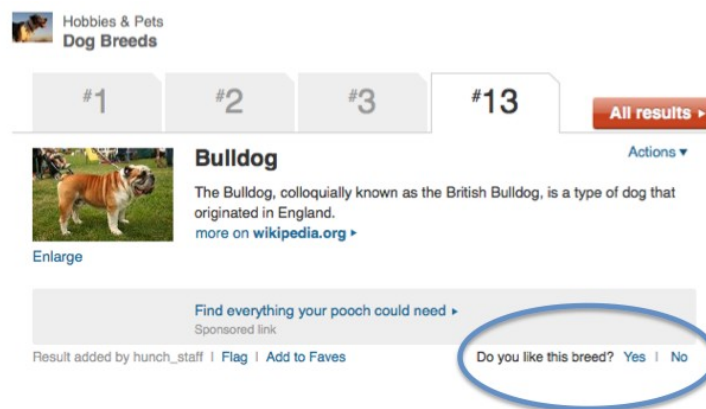 Hobbies & Pets
Dog Breeds
#1 #2 #3 #13 All results ▸
Bulldog
Actions ▾
The Bulldog, colloquially known as the British Bulldog, is a type of dog that
originated in England.
more on wikipedia.org ▸
Enlarge
Find everything your pooch could need ▸
Sponsored link
Result added by hunch_staff | Flag | Add to Faves
Do you like this breed? Yes | No